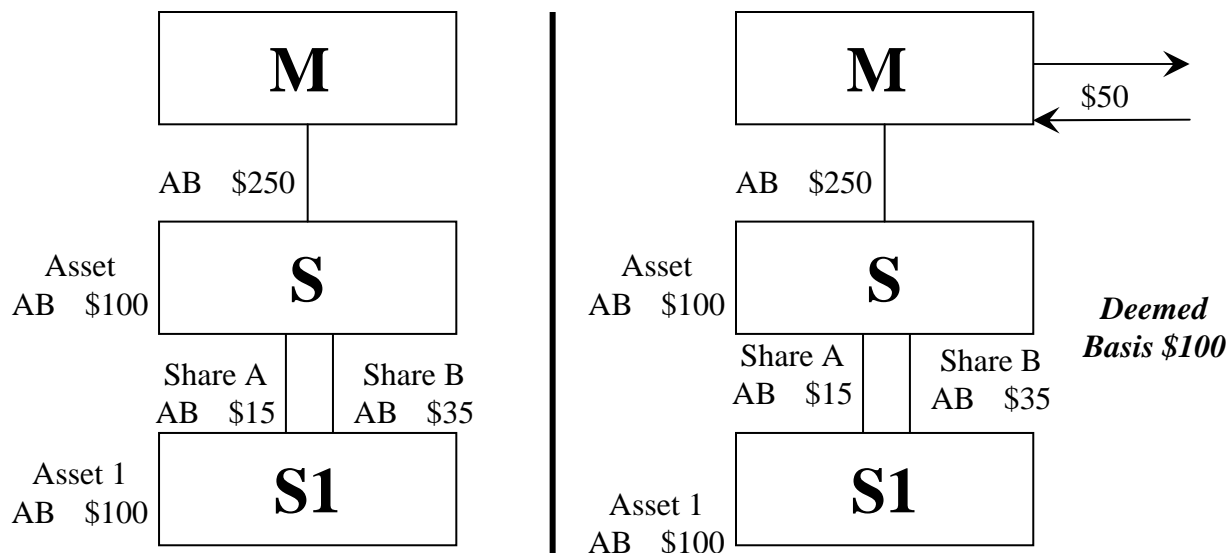 M
AB $250
Asset
AB $100
S
Share A
AB $15
Share B
AB $35
Asset 1
AB $100
S1
M
$50
AB $250
Asset
AB $100
S
Deemed
Basis $100
Share A
AB $15
Share B
AB $35
Asset 1
AB $100
S1